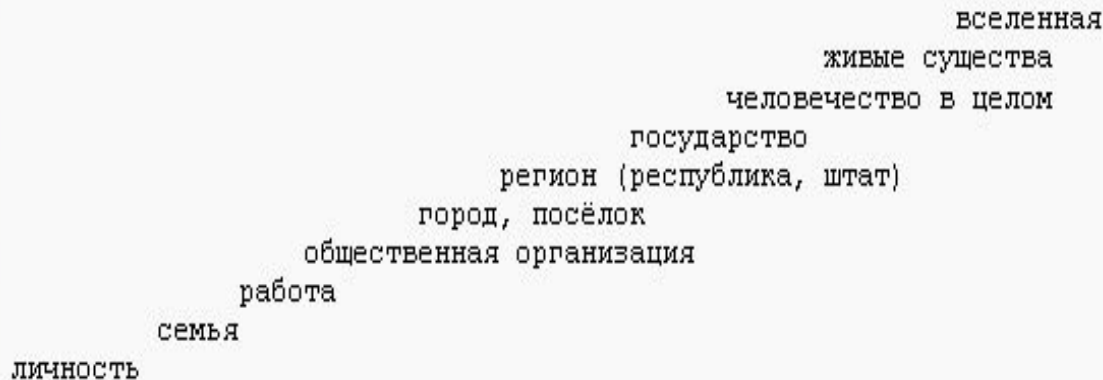 вселенная
живые существа
человечество в целом
государство
регион (республика, штат)
город, посёлок
общественная организация
работа
семья
личность